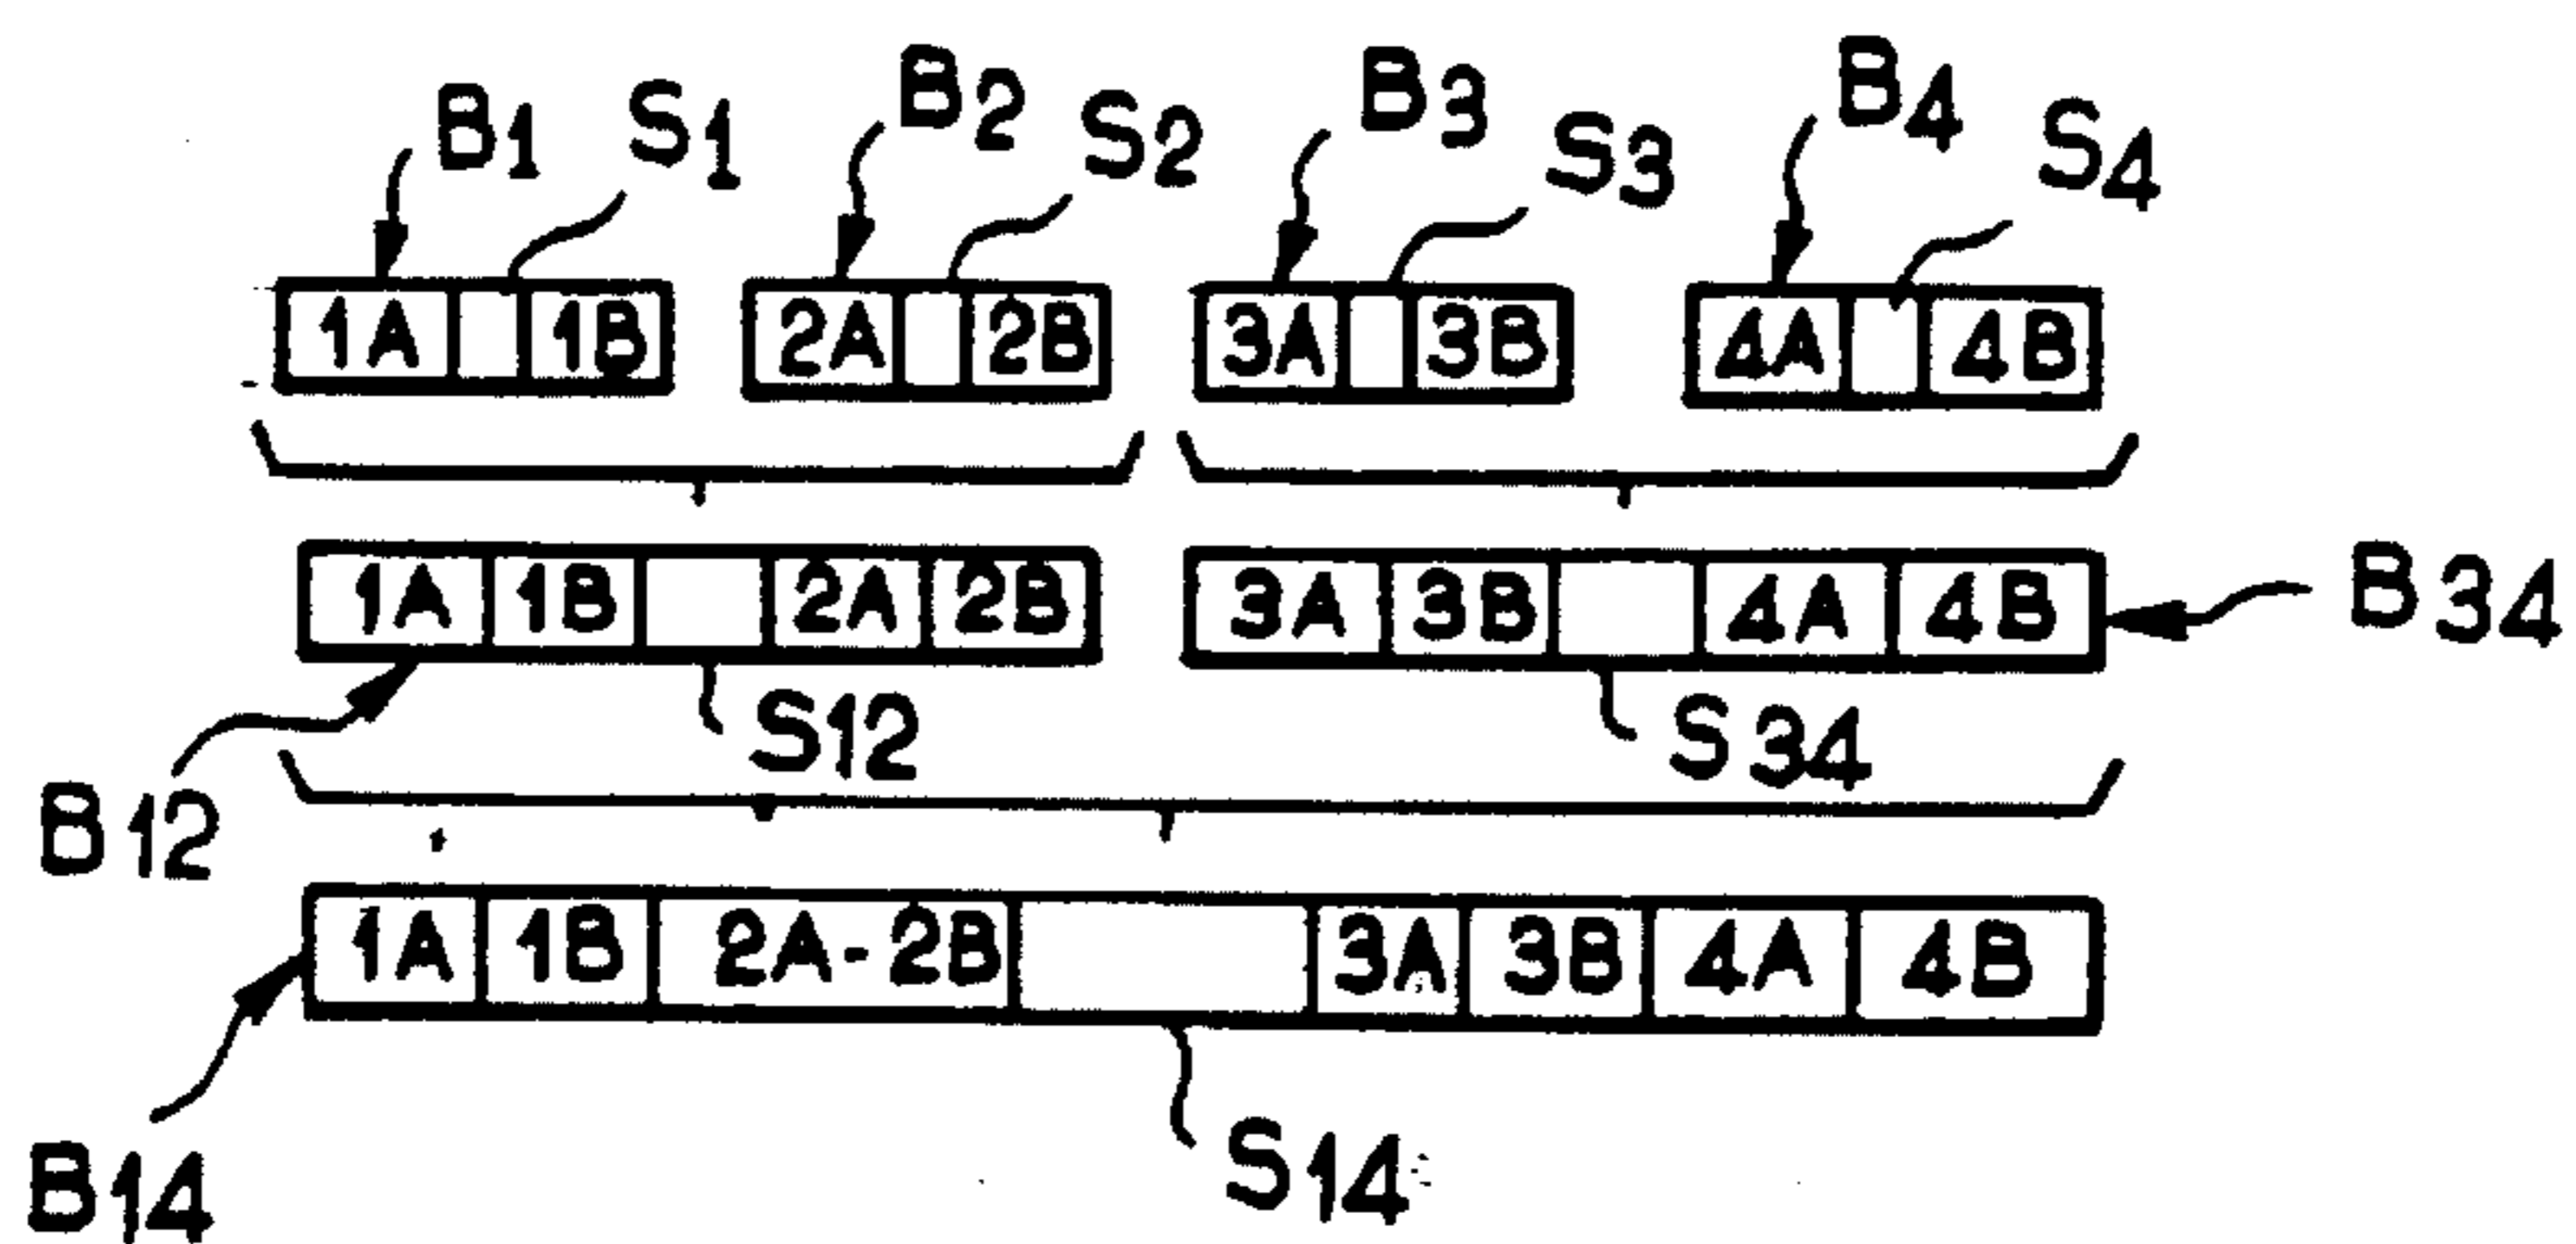 B1 S1 B2 S2 B3 S3 B4 S4
1A 1B 2A 2B 3A 3B 4A 4B
1A 1B 2A 2B 3A 3B 4A 4B B34
B12 S12 S34
1A 1B 2A-2B 3A 3B 4A 4B
B14 S14